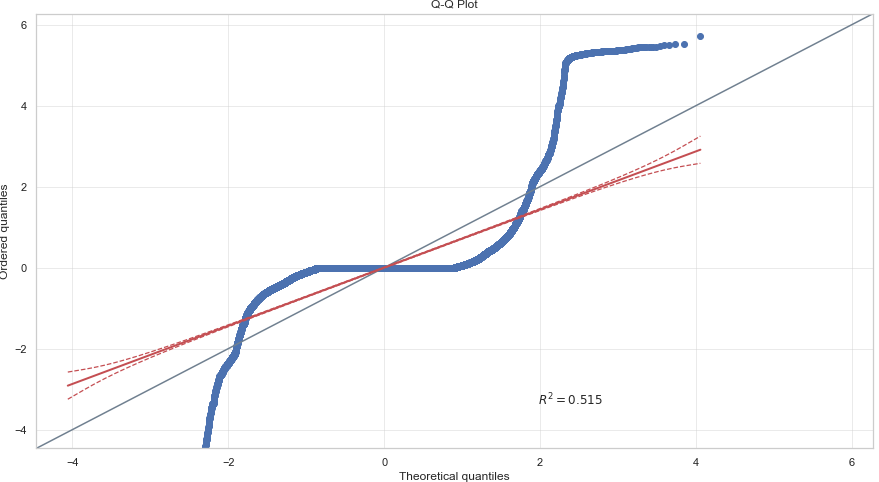 Q-Q Plot
6
4
2
0
−2
−4
Ordered quantiles
R² = 0.515
−4 −2 0 2 4 6
Theoretical quantiles